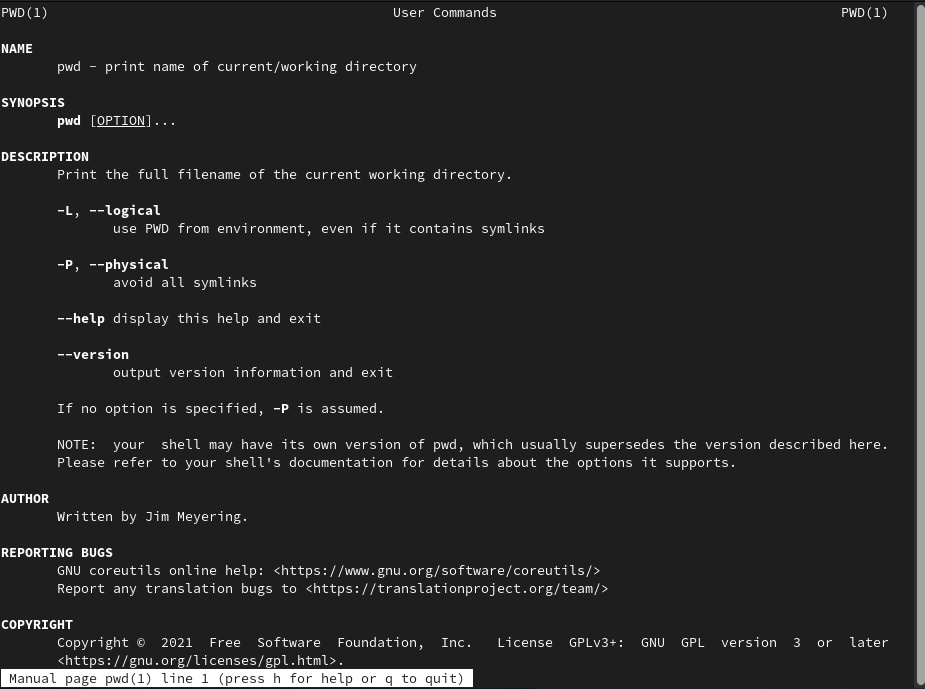 PWD(1) User Commands PWD(1)
NAME
pwd - print name of current/working directory
SYNOPSIS
pwd [OPTION]...
DESCRIPTION
Print the full filename of the current working directory.
-L, --logical
use PWD from environment, even if it contains symlinks
-P, --physical
avoid all symlinks
--help display this help and exit
--version
output version information and exit
If no option is specified, -P is assumed.
NOTE:  your  shell may have its own version of pwd, which usually supersedes the version described here.
Please refer to your shell's documentation for details about the options it supports.
AUTHOR
Written by Jim Meyering.
REPORTING BUGS
GNU coreutils online help: <https://www.gnu.org/software/coreutils/>
Report any translation bugs to <https://translationproject.org/team/>
COPYRIGHT
Copyright © 2021 Free Software Foundation, Inc. License GPLv3+: GNU GPL version 3 or later
<https://gnu.org/licenses/gpl.html>.
Manual page pwd(1) line 1 (press h for help or q to quit)